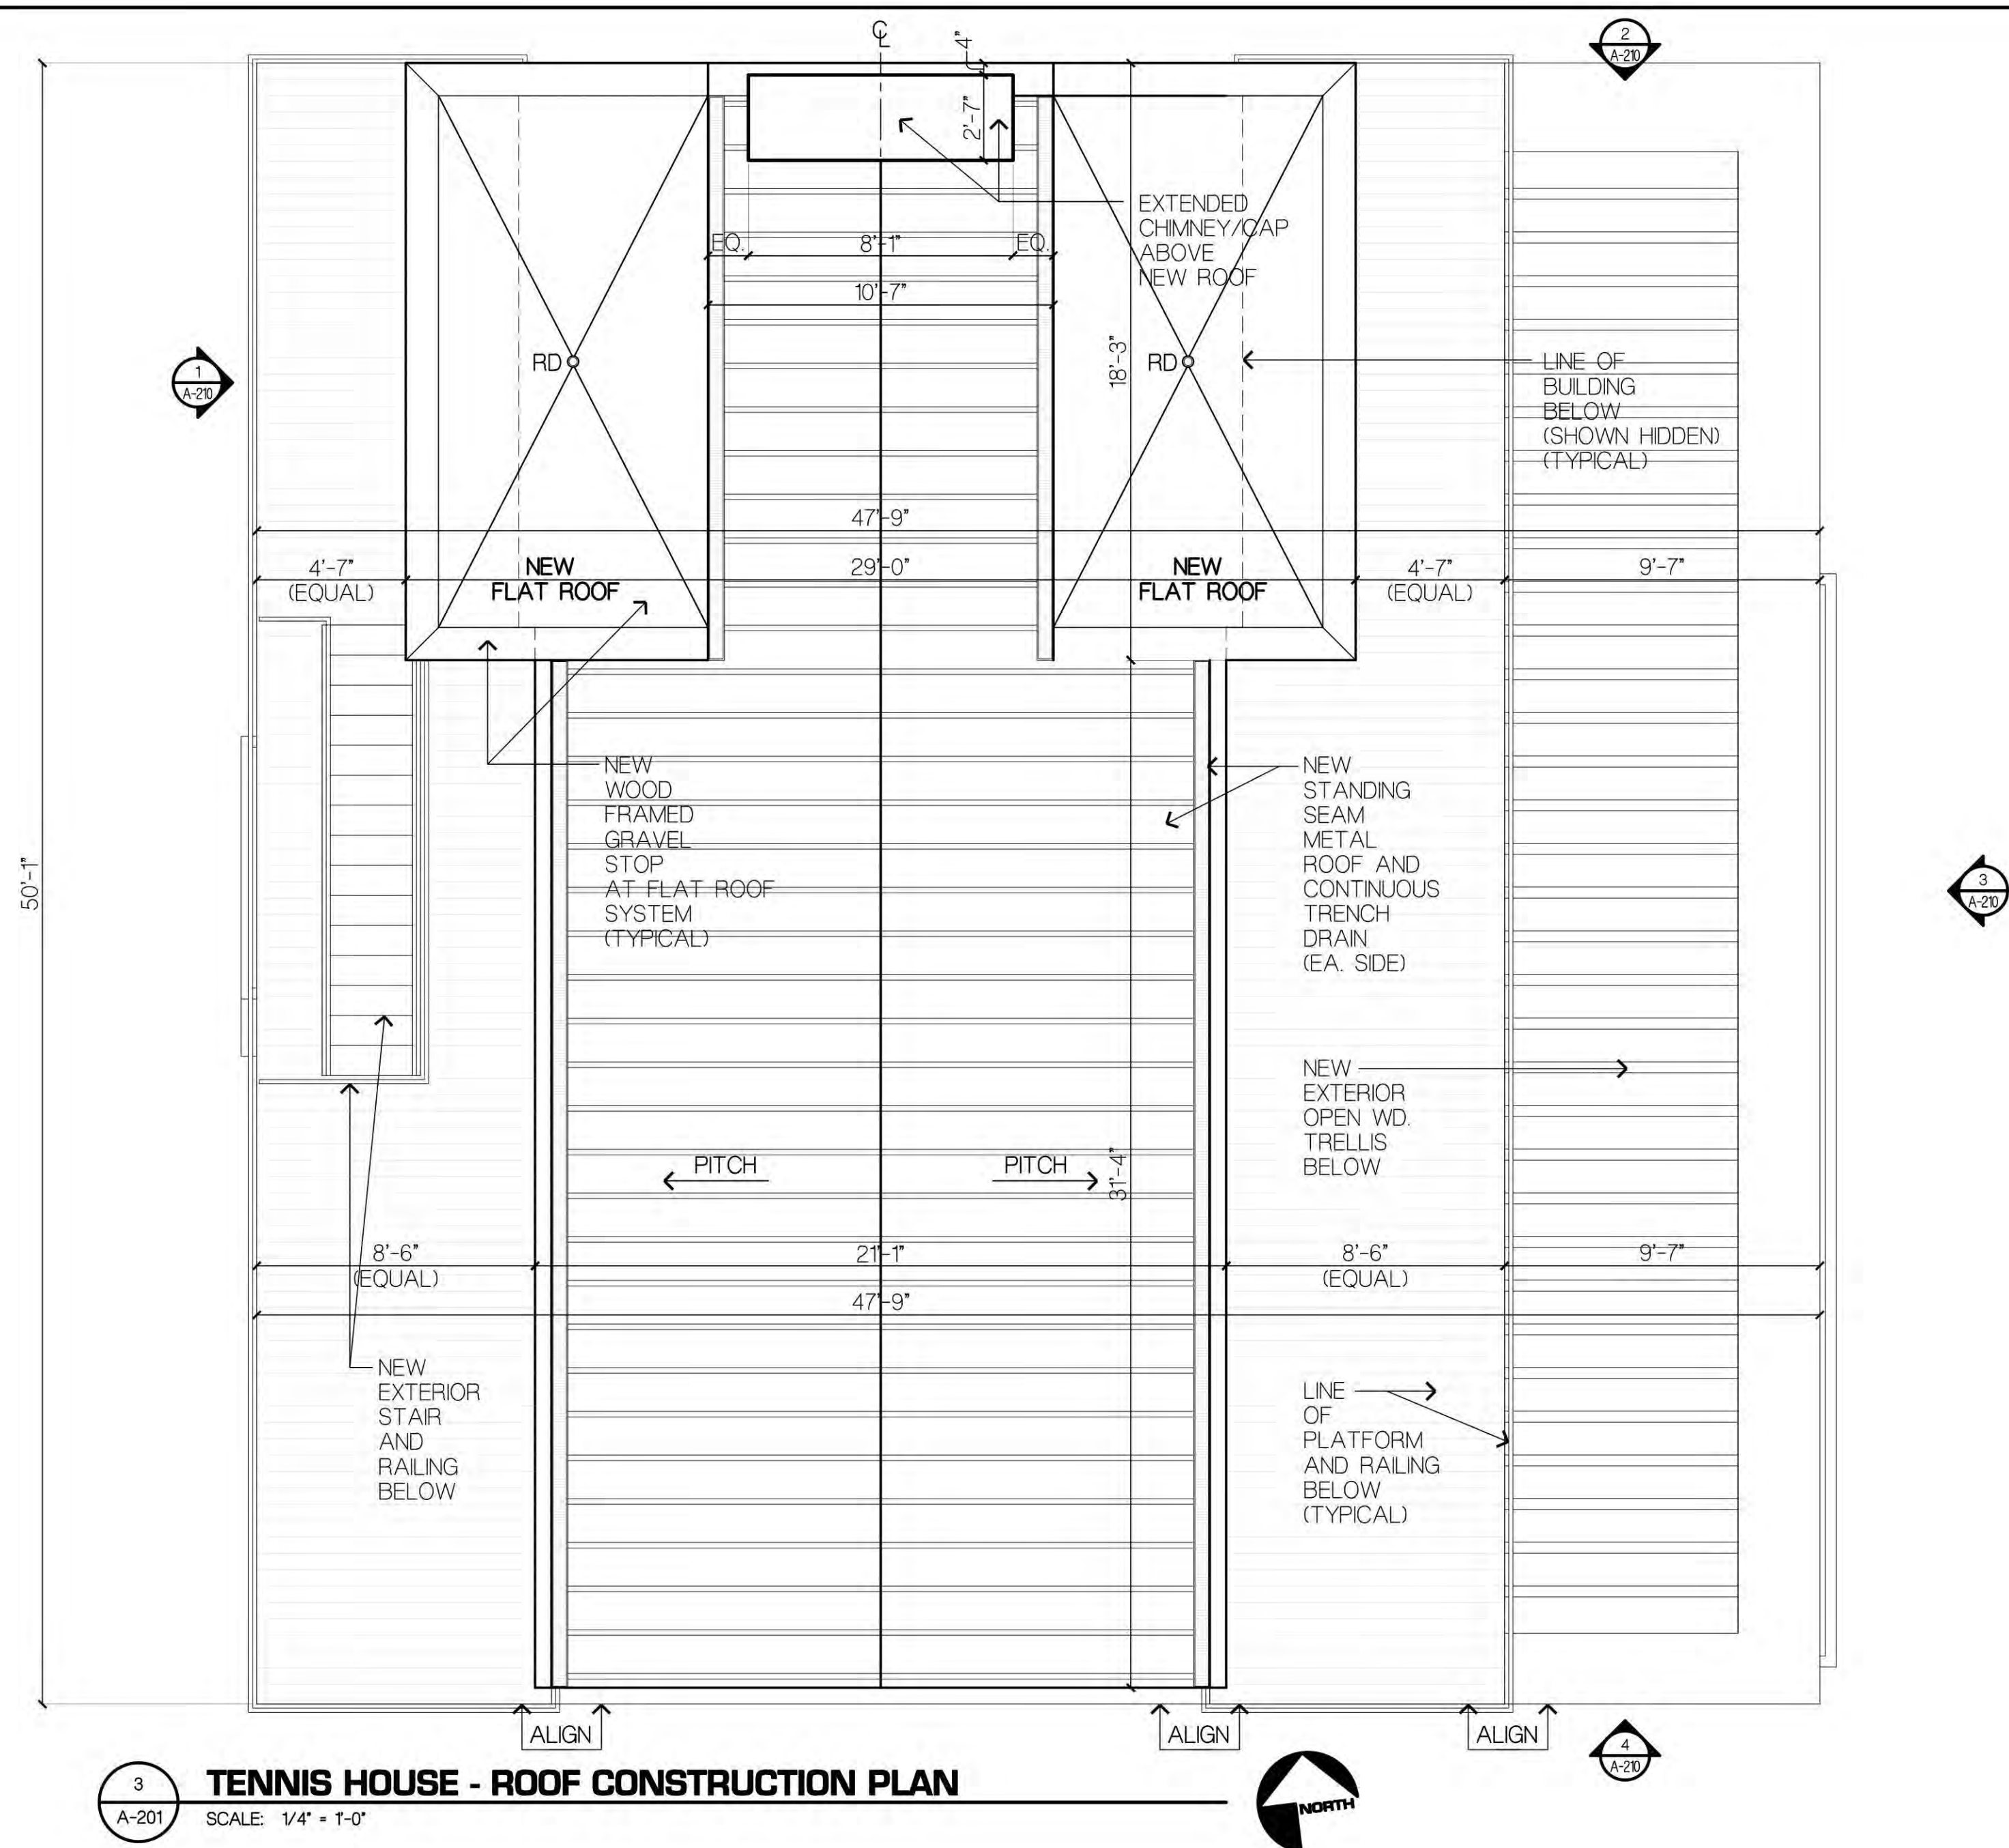 ℄
4"
2'-7"
2
A-210
EXTENDED
CHIMNEY/CAP
ABOVE
NEW ROOF
EQ.
8'-1"
EQ.
10'-7"
18'-3"
1
A-210
RD
RD
LINE OF
BUILDING
BELOW
(SHOWN HIDDEN)
(TYPICAL)
47'-9"
4'-7"
(EQUAL)
NEW
FLAT ROOF
29'-0"
NEW
FLAT ROOF
4'-7"
(EQUAL)
9'-7"
NEW
WOOD
FRAMED
GRAVEL
STOP
AT FLAT ROOF
SYSTEM
(TYPICAL)
NEW
STANDING
SEAM
METAL
ROOF AND
CONTINUOUS
TRENCH
DRAIN
(EA. SIDE)
50'-1"
3
A-210
NEW
EXTERIOR
OPEN WD.
TRELLIS
BELOW
PITCH
PITCH
31'-4"
8'-6"
(EQUAL)
21'-1"
8'-6"
(EQUAL)
9'-7"
47'-9"
NEW
EXTERIOR
STAIR
AND
RAILING
BELOW
LINE
OF
PLATFORM
AND RAILING
BELOW
(TYPICAL)
ALIGN
ALIGN
ALIGN
4
A-210
3
A-201
TENNIS HOUSE - ROOF CONSTRUCTION PLAN
SCALE: 1/4" = 1'-0"
NORTH